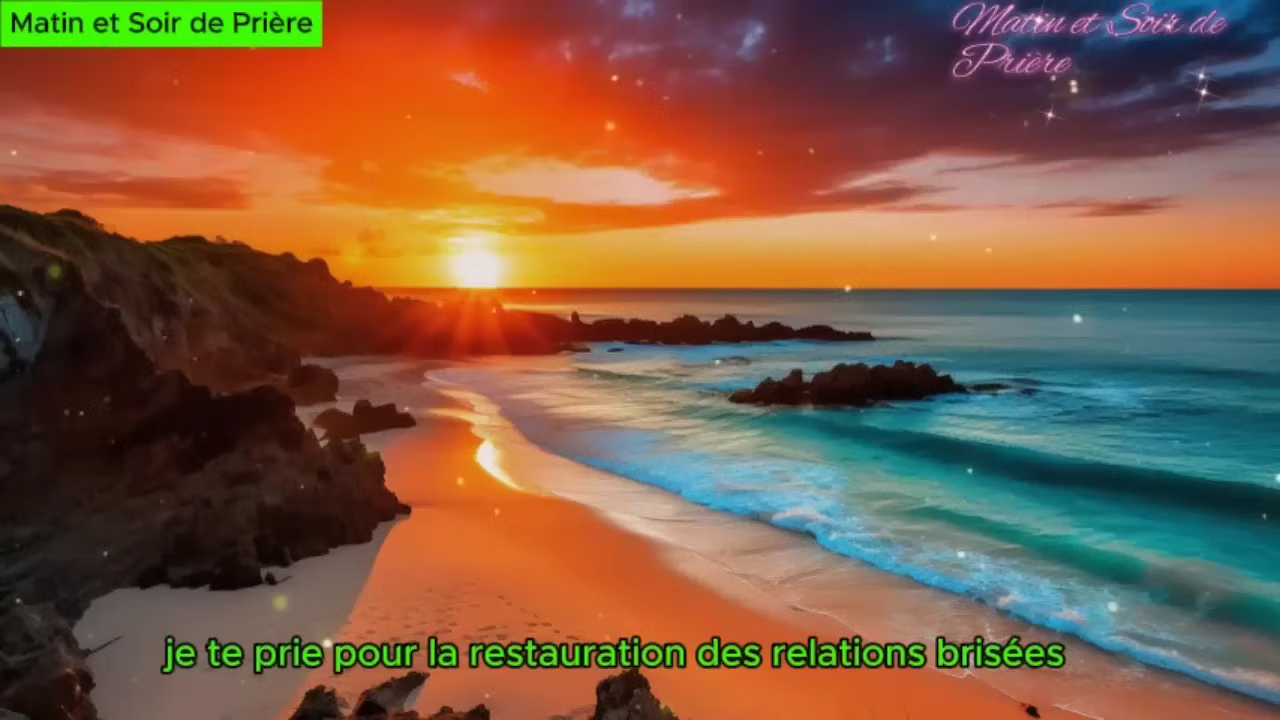 Matin et Soir de Prière
Matin et Soir de
Prière
je te prie pour la restauration des relations brisées